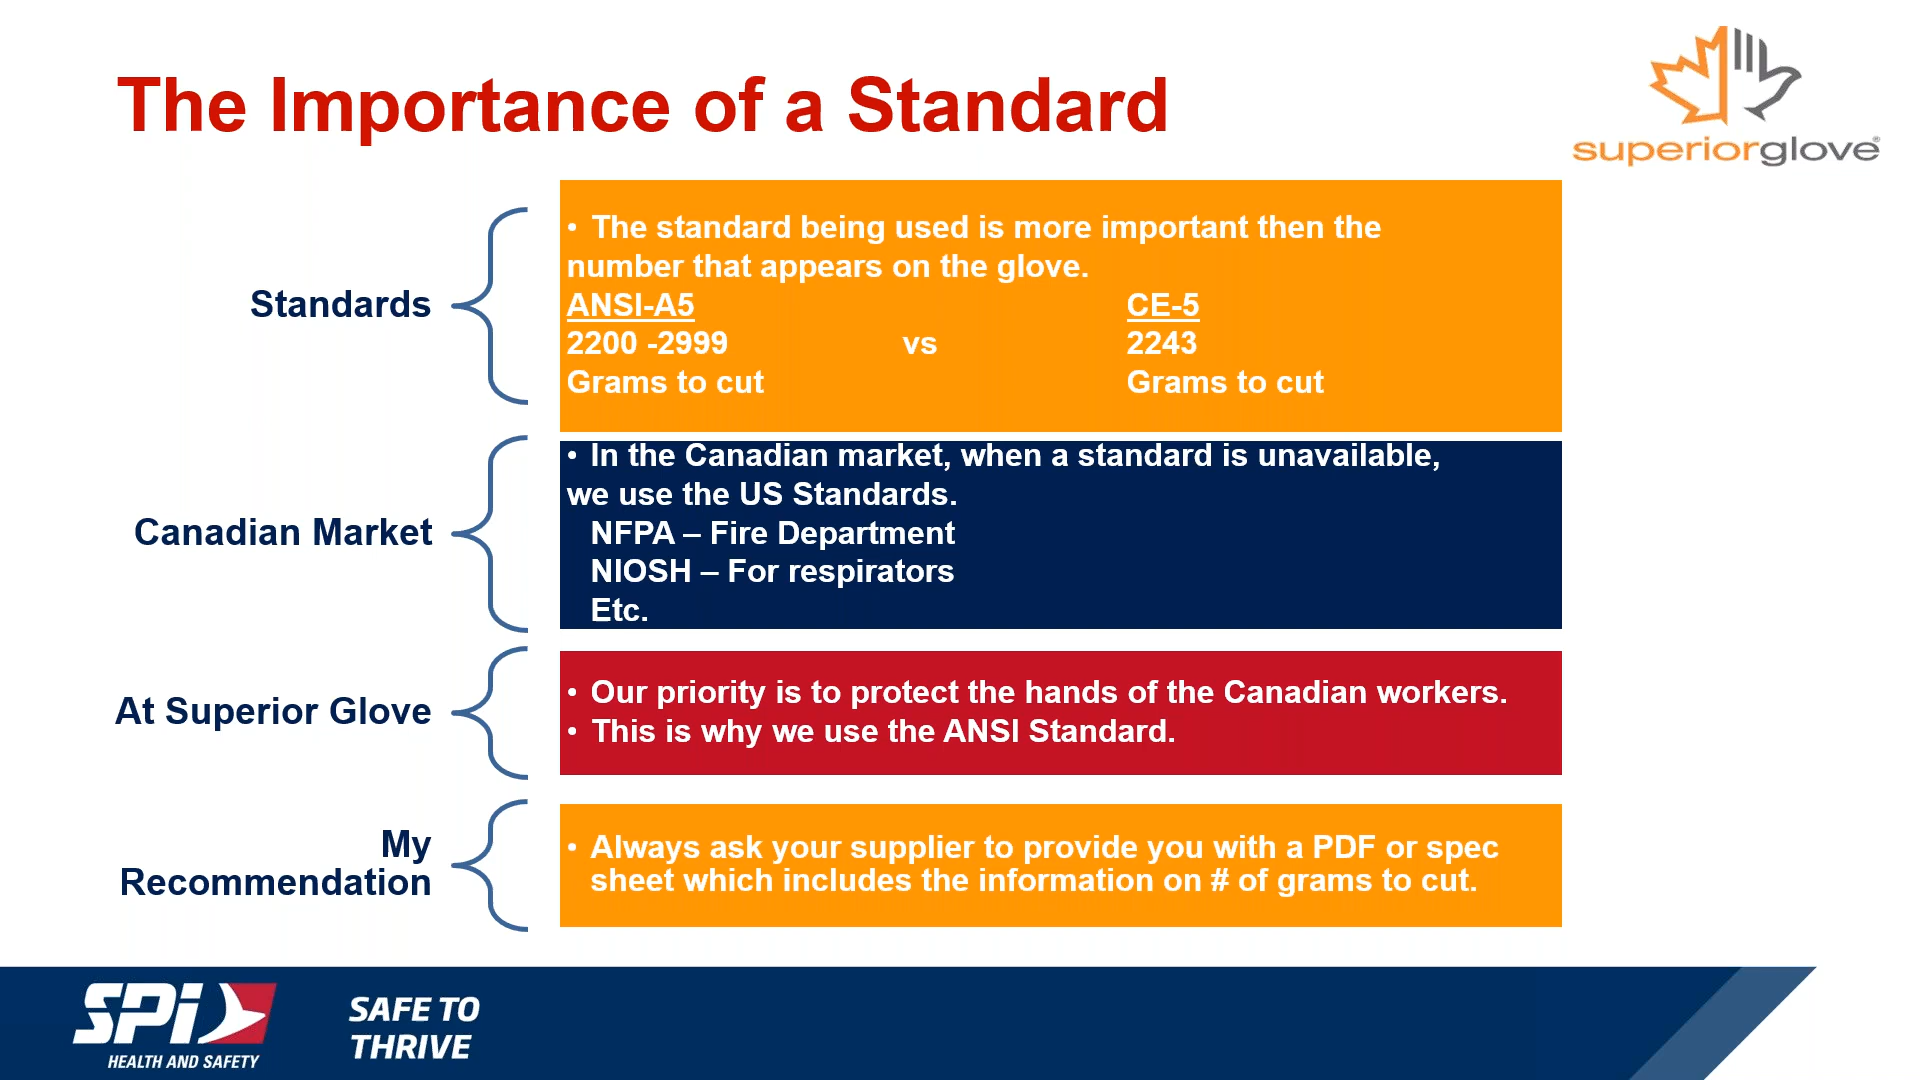 The Importance of a Standard
superiorglove®
Standards
• The standard being used is more important then the
number that appears on the glove.
ANSI-A5 CE-5
2200 -2999 vs 2243
Grams to cut Grams to cut
Canadian Market
• In the Canadian market, when a standard is unavailable,
we use the US Standards.
NFPA – Fire Department
NIOSH – For respirators
Etc.
At Superior Glove
• Our priority is to protect the hands of the Canadian workers.
• This is why we use the ANSI Standard.
My
Recommendation
• Always ask your supplier to provide you with a PDF or spec
sheet which includes the information on # of grams to cut.
SPi
HEALTH AND SAFETY
SAFE TO
THRIVE